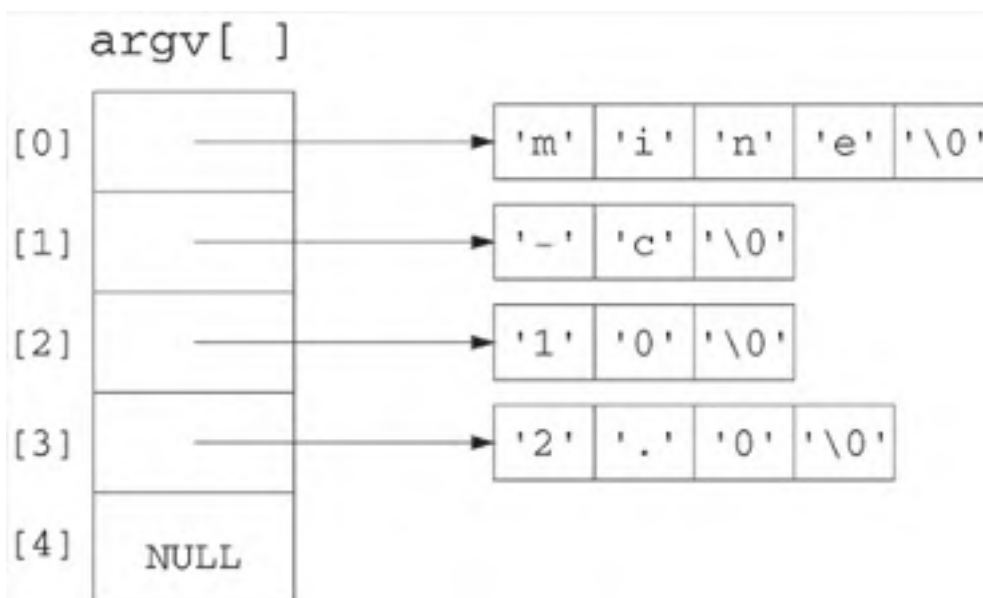 argv[ ]
[0] 'm' 'i' 'n' 'e' '\0'
[1] '-' 'c' '\0'
[2] '1' '0' '\0'
[3] '2' '.' '0' '\0'
[4] NULL